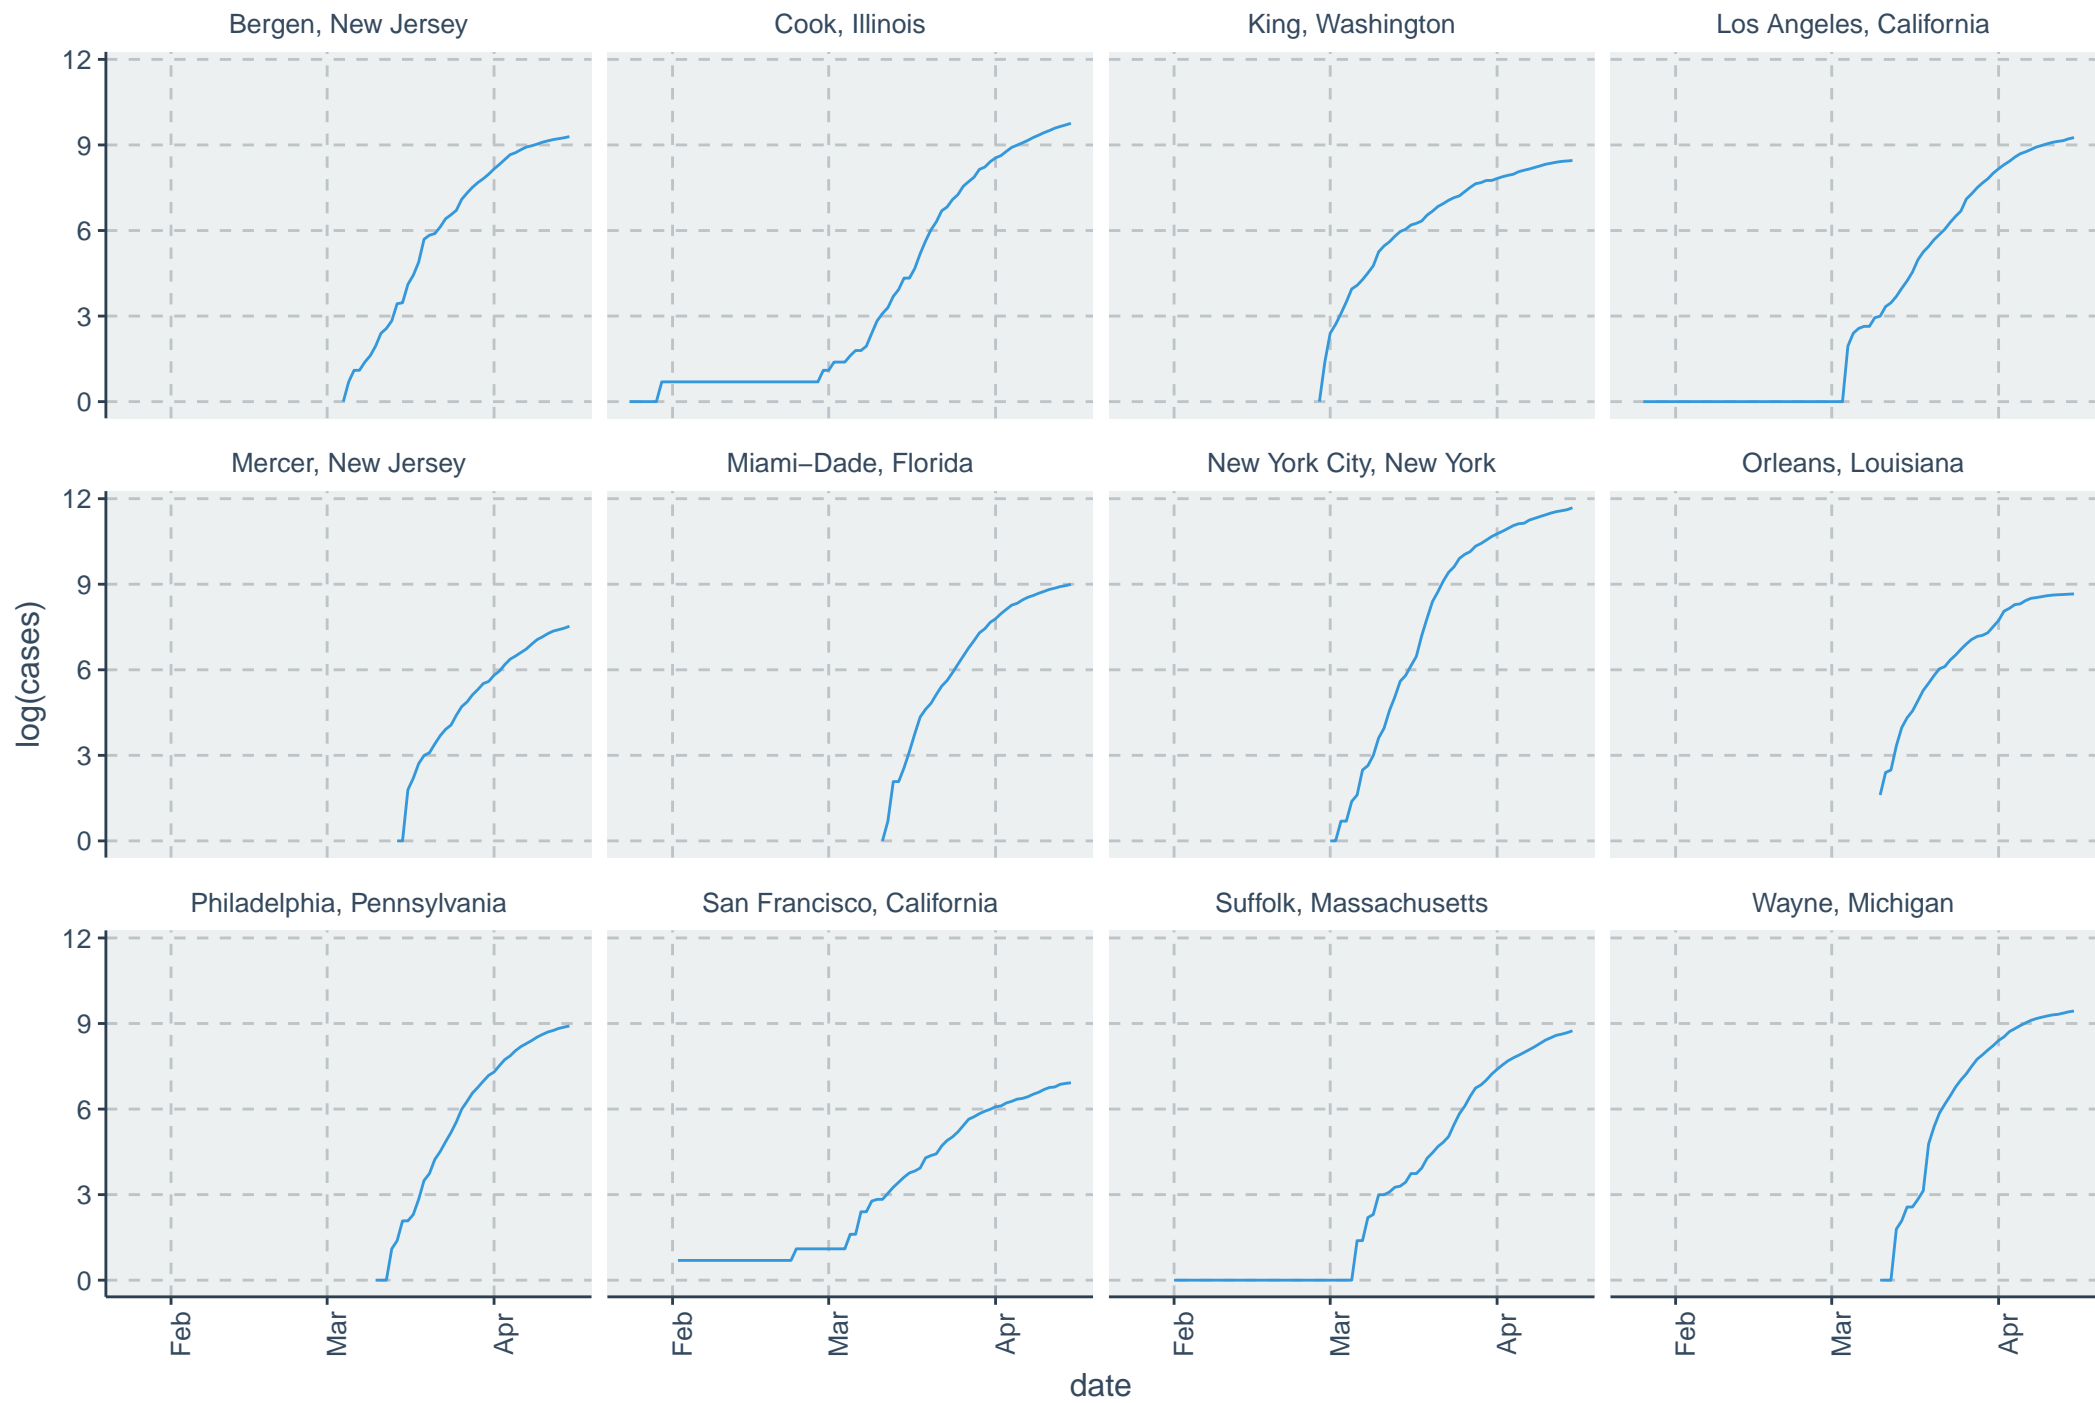 Bergen, New Jersey
Cook, Illinois
King, Washington
Los Angeles, California
12
9
6
3
0
Mercer, New Jersey
Miami−Dade, Florida
New York City, New York
Orleans, Louisiana
12
9
6
3
0
log(cases)
Philadelphia, Pennsylvania
San Francisco, California
Suffolk, Massachusetts
Wayne, Michigan
12
9
6
3
0
Feb
Mar
Apr
Feb
Mar
Apr
Feb
Mar
Apr
Feb
Mar
Apr
date